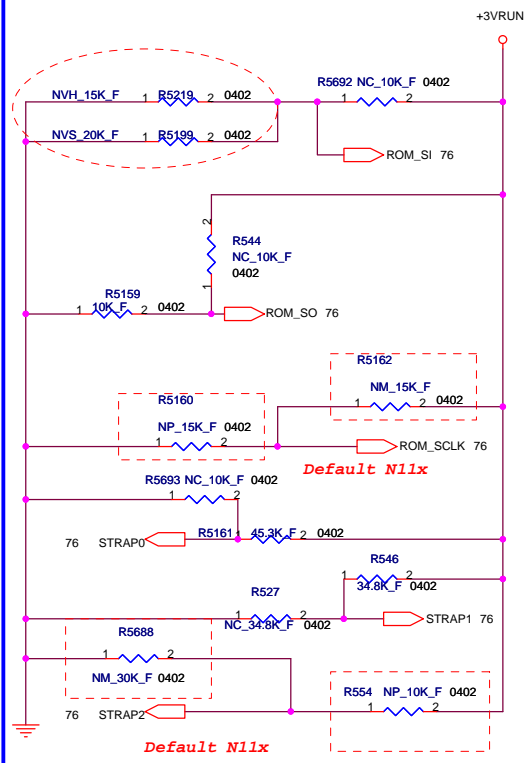 +3VRUN
R5692 NC_10K_F 0402
1 2
NVH_15K_F 1 R5219 2 0402
NVS_20K_F 1 R5199 2 0402
ROM_SI 76
2
R544
NC_10K_F
0402
1
R5159
1 10K_F 2 0402
ROM_SO 76
R5162
NM_15K_F
1 2 0402
R5160
NP_15K_F 0402
1 2
ROM_SCLK 76
Default N11x
R5693 NC_10K_F 0402
1 2
76 STRAP0
R5161 1 45.3K_F 2 0402
R546
1 2
34.8K_F 0402
R527
1 2
NC_34.8K_F 0402
STRAP1 76
R5688
1 2
NM_30K_F 0402
R554 NP_10K_F 0402
1 2
76 STRAP2
Default N11x